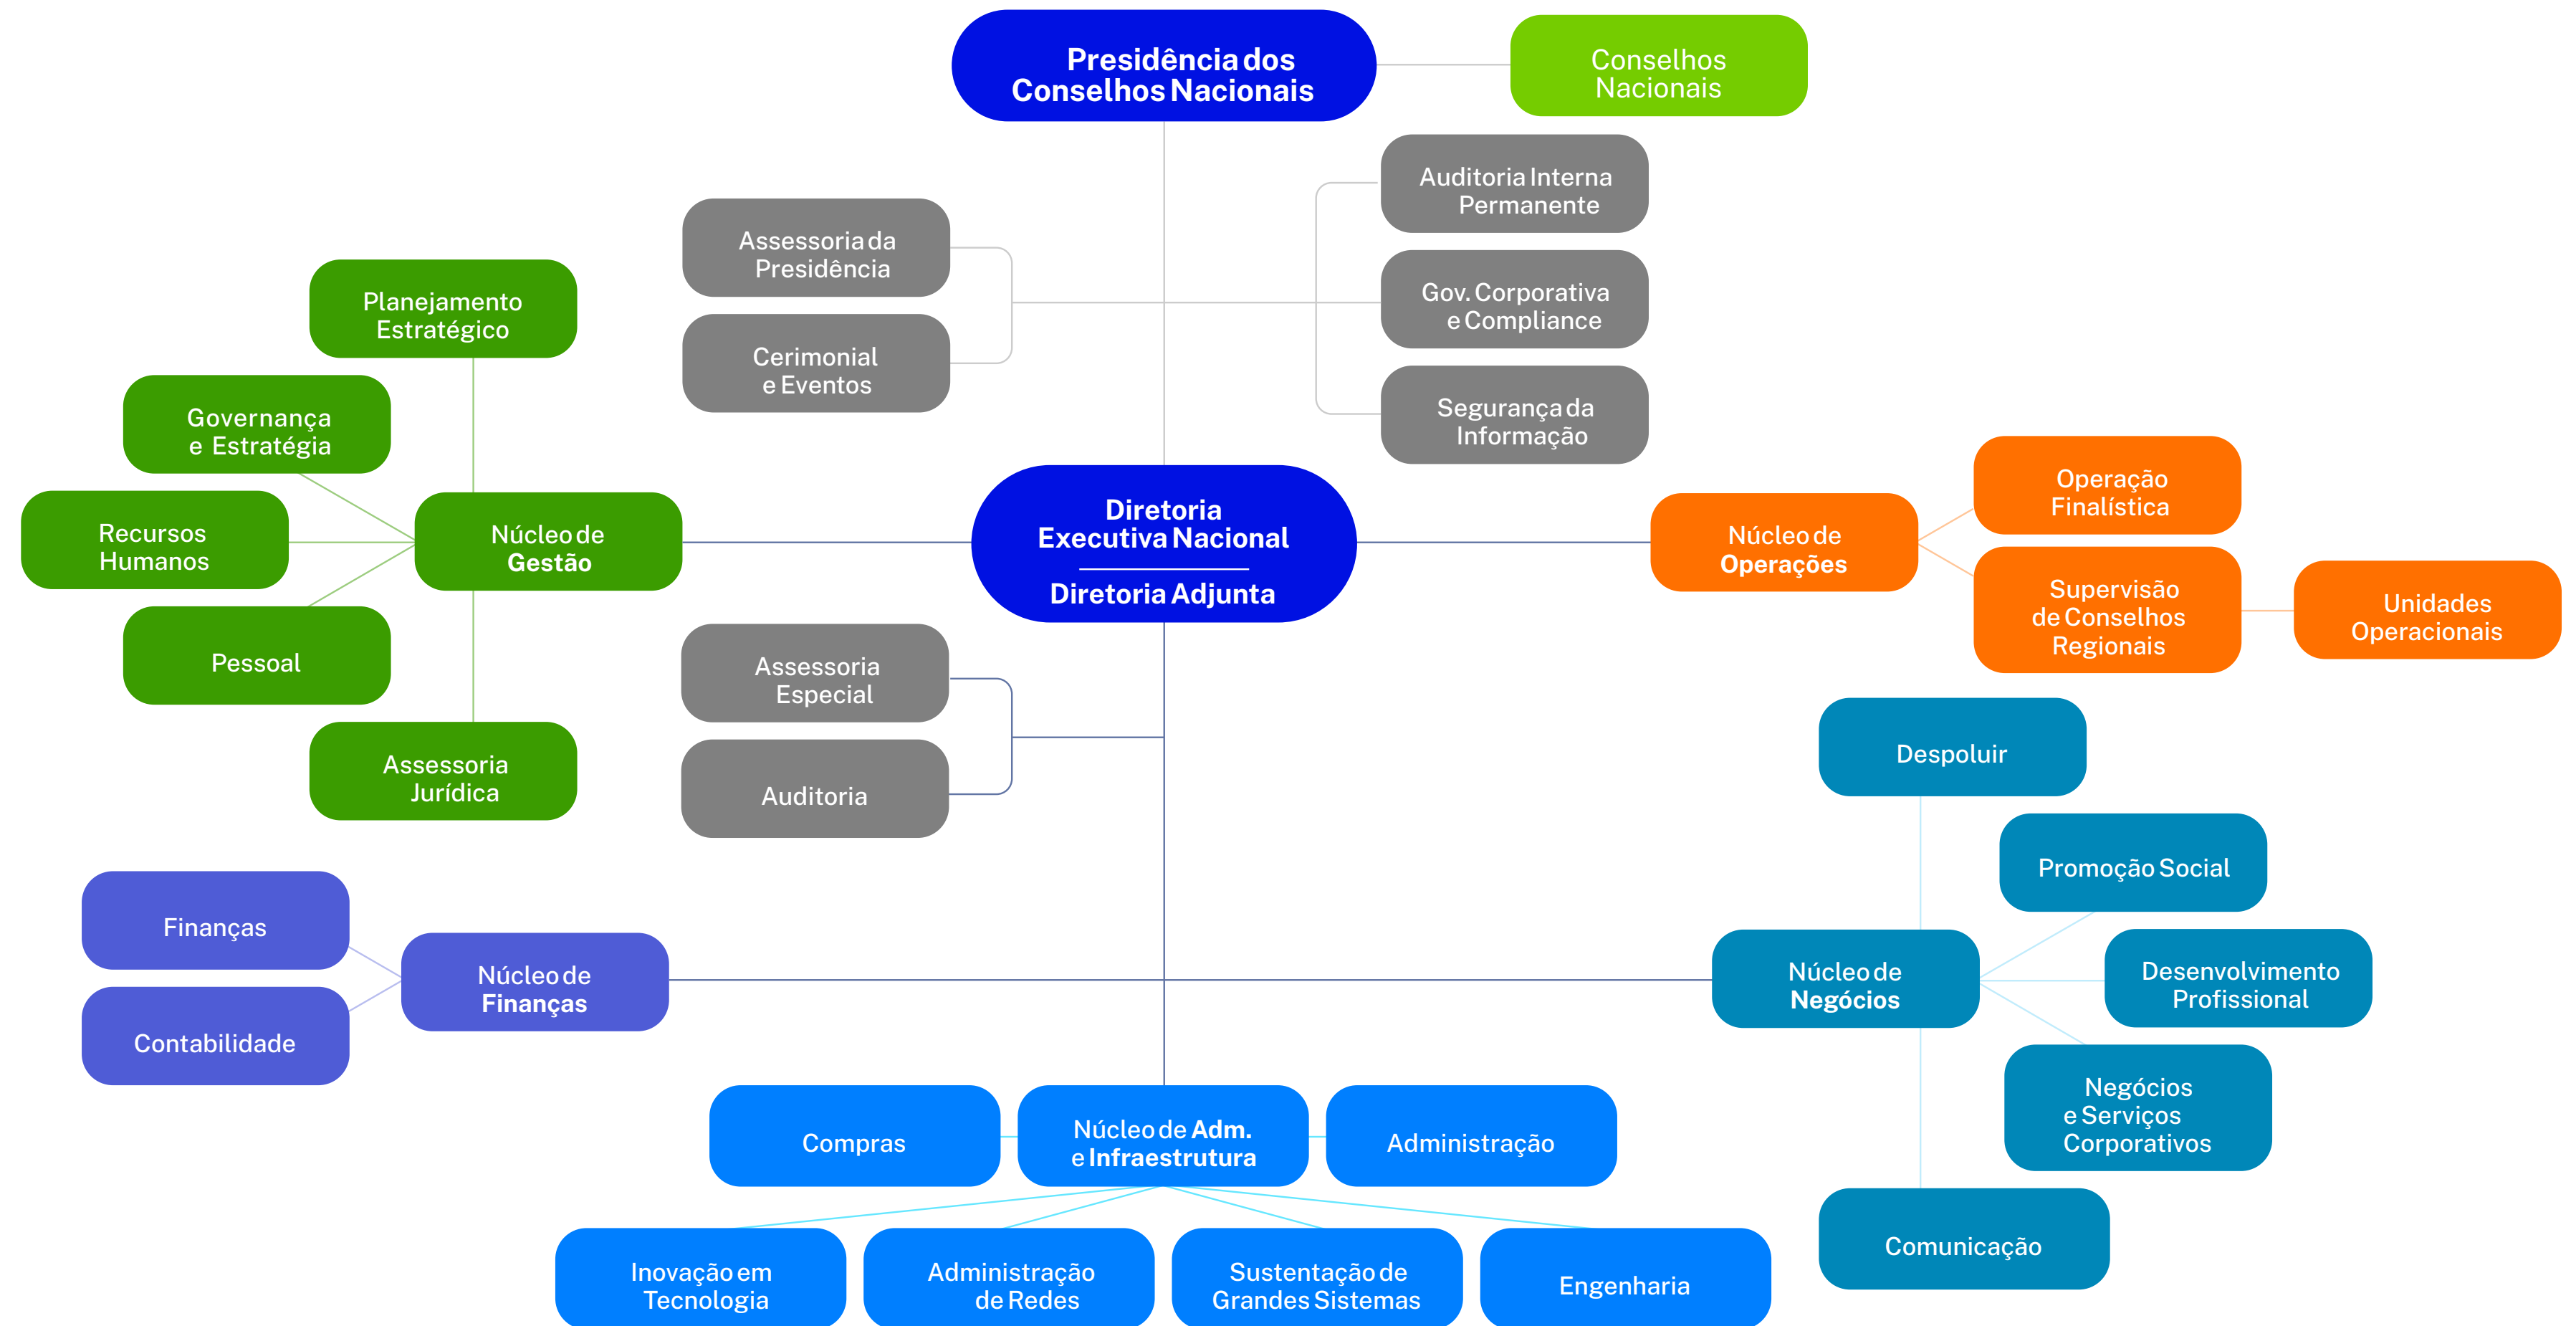 Presidência dos
Conselhos Nacionais
Conselhos
Nacionais
Auditoria Interna
Permanente
Assessoria da
Presidência
Gov. Corporativa
e Compliance
Cerimonial
e Eventos
Segurança da
Informação
Planejamento
Estratégico
Governança
e Estratégia
Recursos
Humanos
Núcleo de
Gestão
Pessoal
Assessoria
Jurídica
Diretoria
Executiva Nacional
Diretoria Adjunta
Núcleo de
Operações
Operação
Finalística
Supervisão
de Conselhos
Regionais
Unidades
Operacionais
Assessoria
Especial
Auditoria
Despoluir
Promoção Social
Núcleo de
Negócios
Desenvolvimento
Profissional
Negócios
e Serviços
Corporativos
Comunicação
Finanças
Núcleo de
Finanças
Contabilidade
Compras
Núcleo de Adm.
e Infraestrutura
Administração
Inovação em
Tecnologia
Administração
de Redes
Sustentação de
Grandes Sistemas
Engenharia